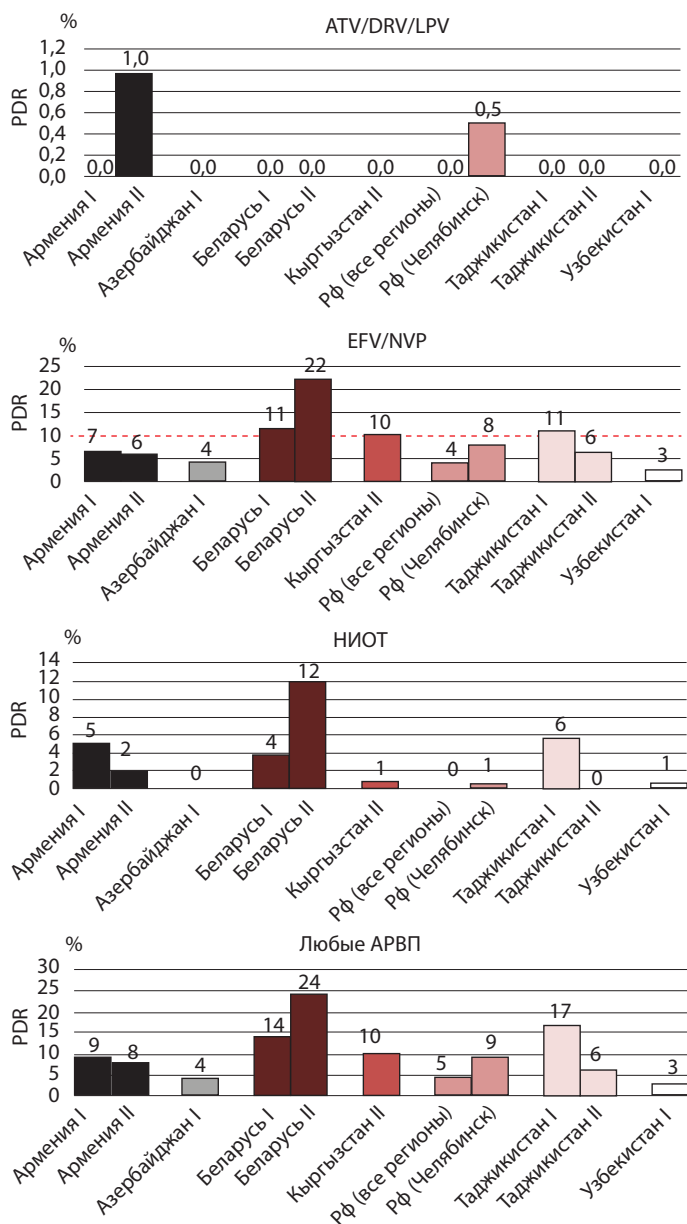 %
ATV/DRV/LPV
PDR
1,2
1,0
0,8
0,6
0,4
0,2
0,0
0,0 1,0 0,0 0,0 0,0 0,0 0,0 0,5 0,0 0,0 0,0
Армения I Армения II Азербайджан I Беларусь I Беларусь II Кыргызстан II Рф (все регионы) Рф (Челябинск) Таджикистан I Таджикистан II Узбекистан I
%
EFV/NVP
PDR
25
20
15
10
5
0
7 6 4 11 22 10 4 8 11 6 3
Армения I Армения II Азербайджан I Беларусь I Беларусь II Кыргызстан II Рф (все регионы) Рф (Челябинск) Таджикистан I Таджикистан II Узбекистан I
%
НИОТ
PDR
14
12
10
8
6
4
2
0
5 2 0 4 12 1 0 1 6 0 1
Армения I Армения II Азербайджан I Беларусь I Беларусь II Кыргызстан II Рф (все регионы) Рф (Челябинск) Таджикистан I Таджикистан II Узбекистан I
%
Любые АРВП
PDR
30
25
20
15
10
5
0
9 8 4 14 24 10 5 9 17 6 3
Армения I Армения II Азербайджан I Беларусь I Беларусь II Кыргызстан II Рф (все регионы) Рф (Челябинск) Таджикистан I Таджикистан II Узбекистан I